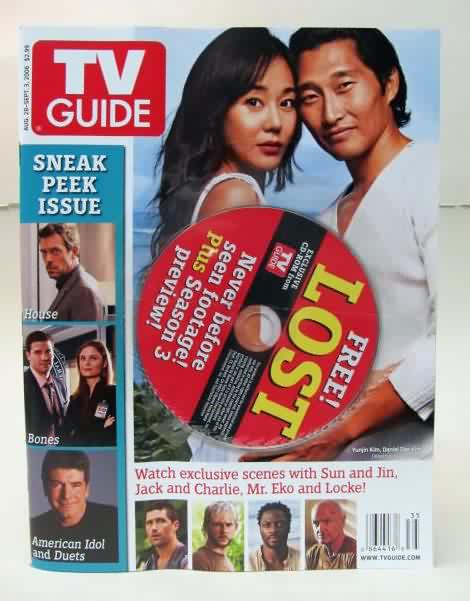 AUG. 28–SEPT. 3, 2006 $2.99
TV
GUIDE
SNEAK
PEEK
ISSUE
House
Bones
American Idol
and Duets
FREE!
LOST
EXCLUSIVE
CD-ROM from
TV
GUIDE
Never before
seen footage!
Plus Season 3
preview!
Yunjin Kim, Daniel Dae Kim
Watch exclusive scenes with Sun and Jin,
Jack and Charlie, Mr. Eko and Locke!
35
WWW.TVGUIDE.COM